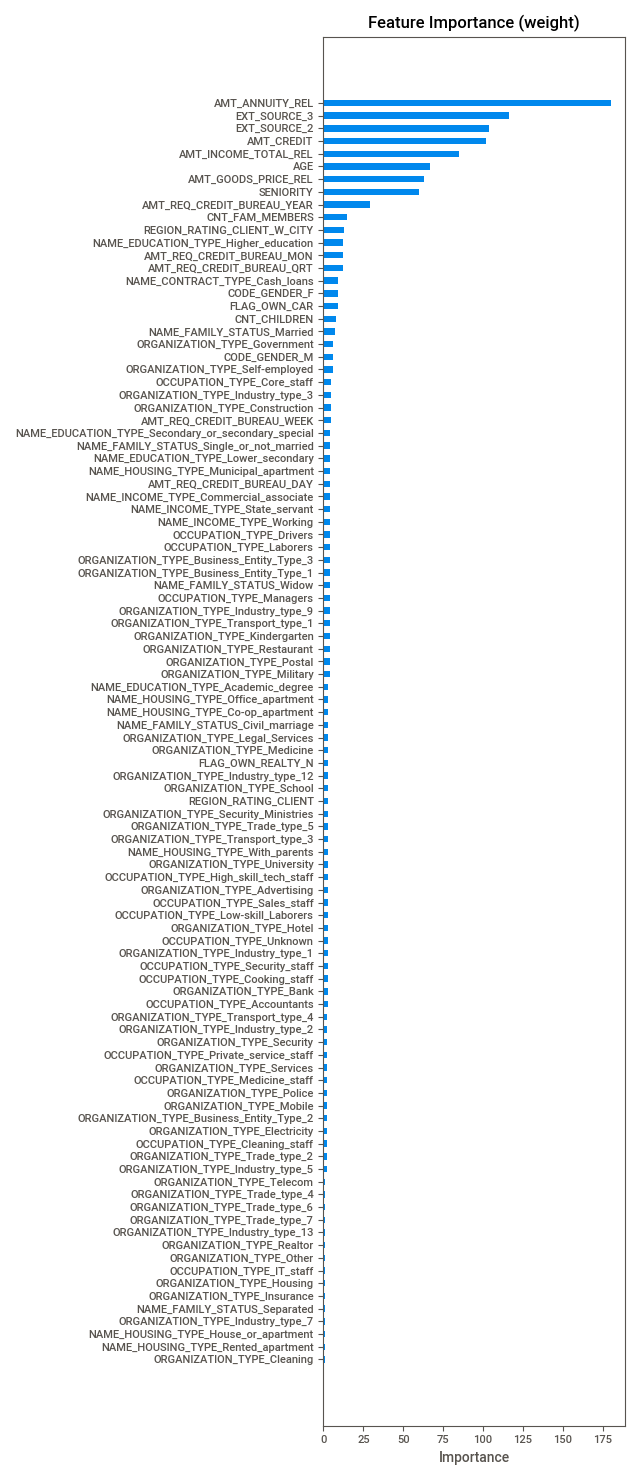 Feature Importance (weight)
AMT_ANNUITY_REL
EXT_SOURCE_3
EXT_SOURCE_2
AMT_CREDIT
AMT_INCOME_TOTAL_REL
AGE
AMT_GOODS_PRICE_REL
SENIORITY
AMT_REQ_CREDIT_BUREAU_YEAR
CNT_FAM_MEMBERS
REGION_RATING_CLIENT_W_CITY
NAME_EDUCATION_TYPE_Higher_education
AMT_REQ_CREDIT_BUREAU_MON
AMT_REQ_CREDIT_BUREAU_QRT
NAME_CONTRACT_TYPE_Cash_loans
CODE_GENDER_F
FLAG_OWN_CAR
CNT_CHILDREN
NAME_FAMILY_STATUS_Married
ORGANIZATION_TYPE_Government
CODE_GENDER_M
ORGANIZATION_TYPE_Self-employed
OCCUPATION_TYPE_Core_staff
ORGANIZATION_TYPE_Industry_type_3
ORGANIZATION_TYPE_Construction
AMT_REQ_CREDIT_BUREAU_WEEK
NAME_EDUCATION_TYPE_Secondary_or_secondary_special
NAME_FAMILY_STATUS_Single_or_not_married
NAME_EDUCATION_TYPE_Lower_secondary
NAME_HOUSING_TYPE_Municipal_apartment
AMT_REQ_CREDIT_BUREAU_DAY
NAME_INCOME_TYPE_Commercial_associate
NAME_INCOME_TYPE_State_servant
NAME_INCOME_TYPE_Working
OCCUPATION_TYPE_Drivers
OCCUPATION_TYPE_Laborers
ORGANIZATION_TYPE_Business_Entity_Type_3
ORGANIZATION_TYPE_Business_Entity_Type_1
NAME_FAMILY_STATUS_Widow
OCCUPATION_TYPE_Managers
ORGANIZATION_TYPE_Industry_type_9
ORGANIZATION_TYPE_Transport_type_1
ORGANIZATION_TYPE_Kindergarten
ORGANIZATION_TYPE_Restaurant
ORGANIZATION_TYPE_Postal
ORGANIZATION_TYPE_Military
NAME_EDUCATION_TYPE_Academic_degree
NAME_HOUSING_TYPE_Office_apartment
NAME_HOUSING_TYPE_Co-op_apartment
NAME_FAMILY_STATUS_Civil_marriage
ORGANIZATION_TYPE_Legal_Services
ORGANIZATION_TYPE_Medicine
FLAG_OWN_REALTY_N
ORGANIZATION_TYPE_Industry_type_12
ORGANIZATION_TYPE_School
REGION_RATING_CLIENT
ORGANIZATION_TYPE_Security_Ministries
ORGANIZATION_TYPE_Trade_type_5
ORGANIZATION_TYPE_Transport_type_3
NAME_HOUSING_TYPE_With_parents
ORGANIZATION_TYPE_University
OCCUPATION_TYPE_High_skill_tech_staff
ORGANIZATION_TYPE_Advertising
OCCUPATION_TYPE_Sales_staff
OCCUPATION_TYPE_Low-skill_Laborers
ORGANIZATION_TYPE_Hotel
OCCUPATION_TYPE_Unknown
ORGANIZATION_TYPE_Industry_type_1
OCCUPATION_TYPE_Security_staff
OCCUPATION_TYPE_Cooking_staff
ORGANIZATION_TYPE_Bank
OCCUPATION_TYPE_Accountants
ORGANIZATION_TYPE_Transport_type_4
ORGANIZATION_TYPE_Industry_type_2
ORGANIZATION_TYPE_Security
OCCUPATION_TYPE_Private_service_staff
ORGANIZATION_TYPE_Services
OCCUPATION_TYPE_Medicine_staff
ORGANIZATION_TYPE_Police
ORGANIZATION_TYPE_Mobile
ORGANIZATION_TYPE_Business_Entity_Type_2
ORGANIZATION_TYPE_Electricity
OCCUPATION_TYPE_Cleaning_staff
ORGANIZATION_TYPE_Trade_type_2
ORGANIZATION_TYPE_Industry_type_5
ORGANIZATION_TYPE_Telecom
ORGANIZATION_TYPE_Trade_type_4
ORGANIZATION_TYPE_Trade_type_6
ORGANIZATION_TYPE_Trade_type_7
ORGANIZATION_TYPE_Industry_type_13
ORGANIZATION_TYPE_Realtor
ORGANIZATION_TYPE_Other
OCCUPATION_TYPE_IT_staff
ORGANIZATION_TYPE_Housing
ORGANIZATION_TYPE_Insurance
NAME_FAMILY_STATUS_Separated
ORGANIZATION_TYPE_Industry_type_7
NAME_HOUSING_TYPE_House_or_apartment
NAME_HOUSING_TYPE_Rented_apartment
ORGANIZATION_TYPE_Cleaning
0 25 50 75 100 125 150 175
Importance